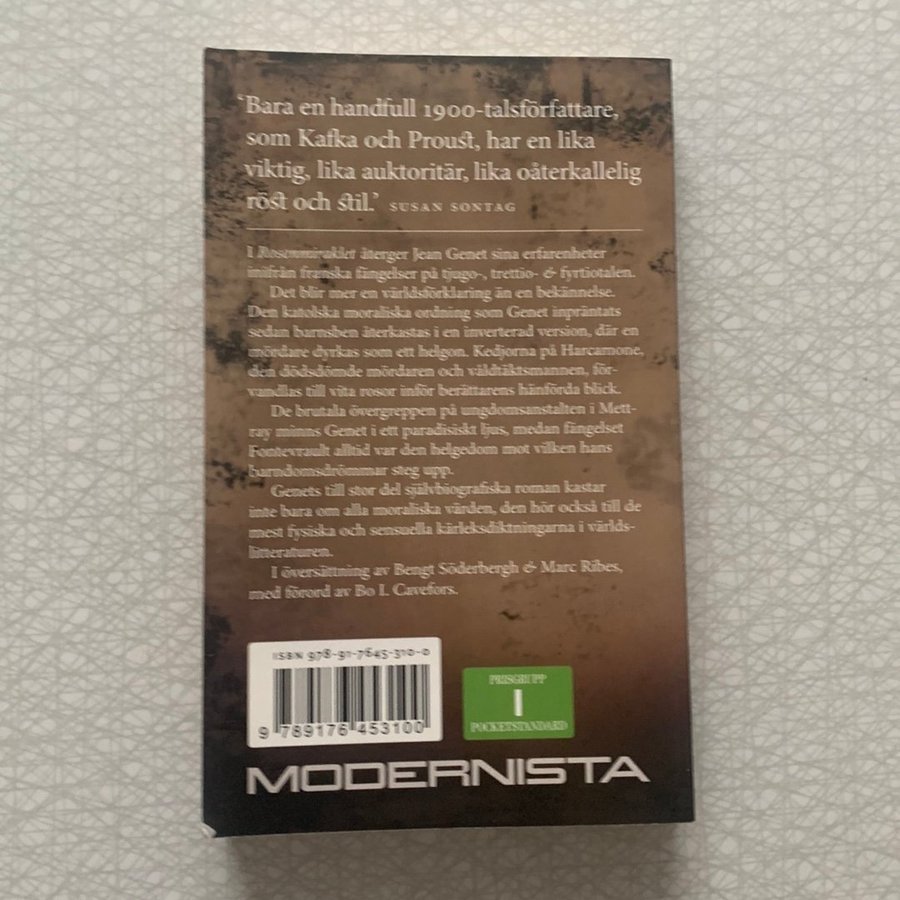 'Bara en handfull 1900-talsförfattare,
som Kafka och Proust, har en lika
viktig, lika auktoritär, lika oåterkallelig
röst och stil.' SUSAN SONTAG
I Rosenmiraklet återger Jean Genet sina erfarenheter
inifrån franska fängelser på tjugo-, trettio- & fyrtiotalen.
Det blir mer en världsförklaring än en bekännelse.
Den katolska moraliska ordning som Genet inpräntats
sedan barnsben återkastas i en inverterad version, där en
mördare dyrkas som ett helgon. Kedjorna på Harcamone,
den dödsdömde mördaren och våldtäktsmannen, för-
vandlas till vita rosor inför berättarens hänförda blick.
De brutala övergreppen på ungdomsanstalten i Mett-
ray minns Genet i ett paradisiskt ljus, medan fängelset
Fontevrault alltid var den helgedom mot vilken hans
barndomsdrömmar steg upp.
Genets till stor del självbiografiska roman kastar
inte bara om alla moraliska värden, den hör också till de
mest fysiska och sensuella kärleksdiktningarna i världs-
litteraturen.
I översättning av Bengt Söderbergh & Marc Ribes,
med förord av Bo I. Cavefors.
ISBN 978-91-7645-310-0
9 789176 453100
PRISGRUPP
1
POCKETSTANDARD
MODERNISTA